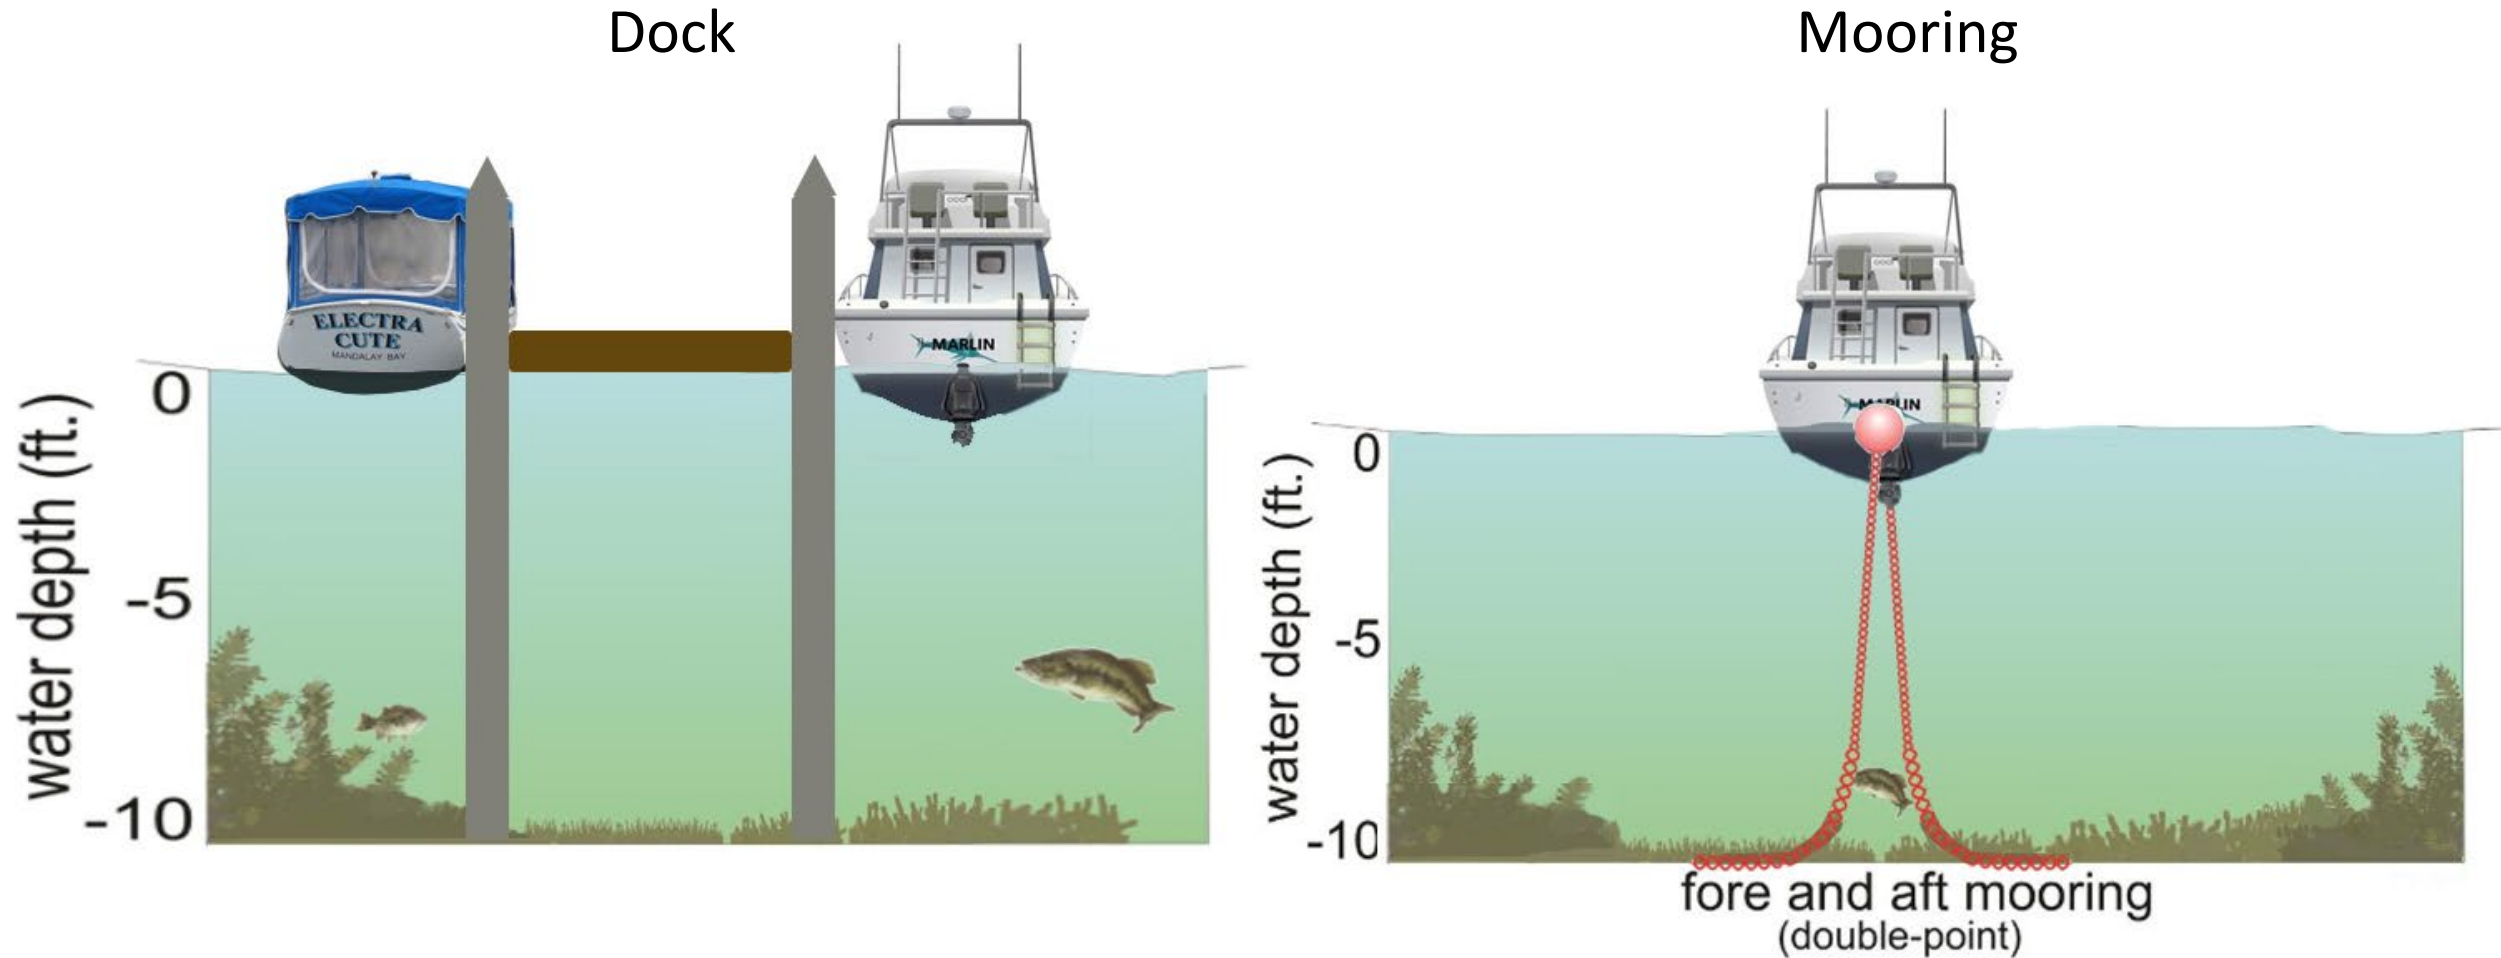 Dock
Mooring
ELECTRA
CUTE
MANDALAY BAY
MARLIN
MARLIN
water depth (ft.)
0
-5
-10
water depth (ft.)
0
-5
-10
fore and aft mooring
(double-point)